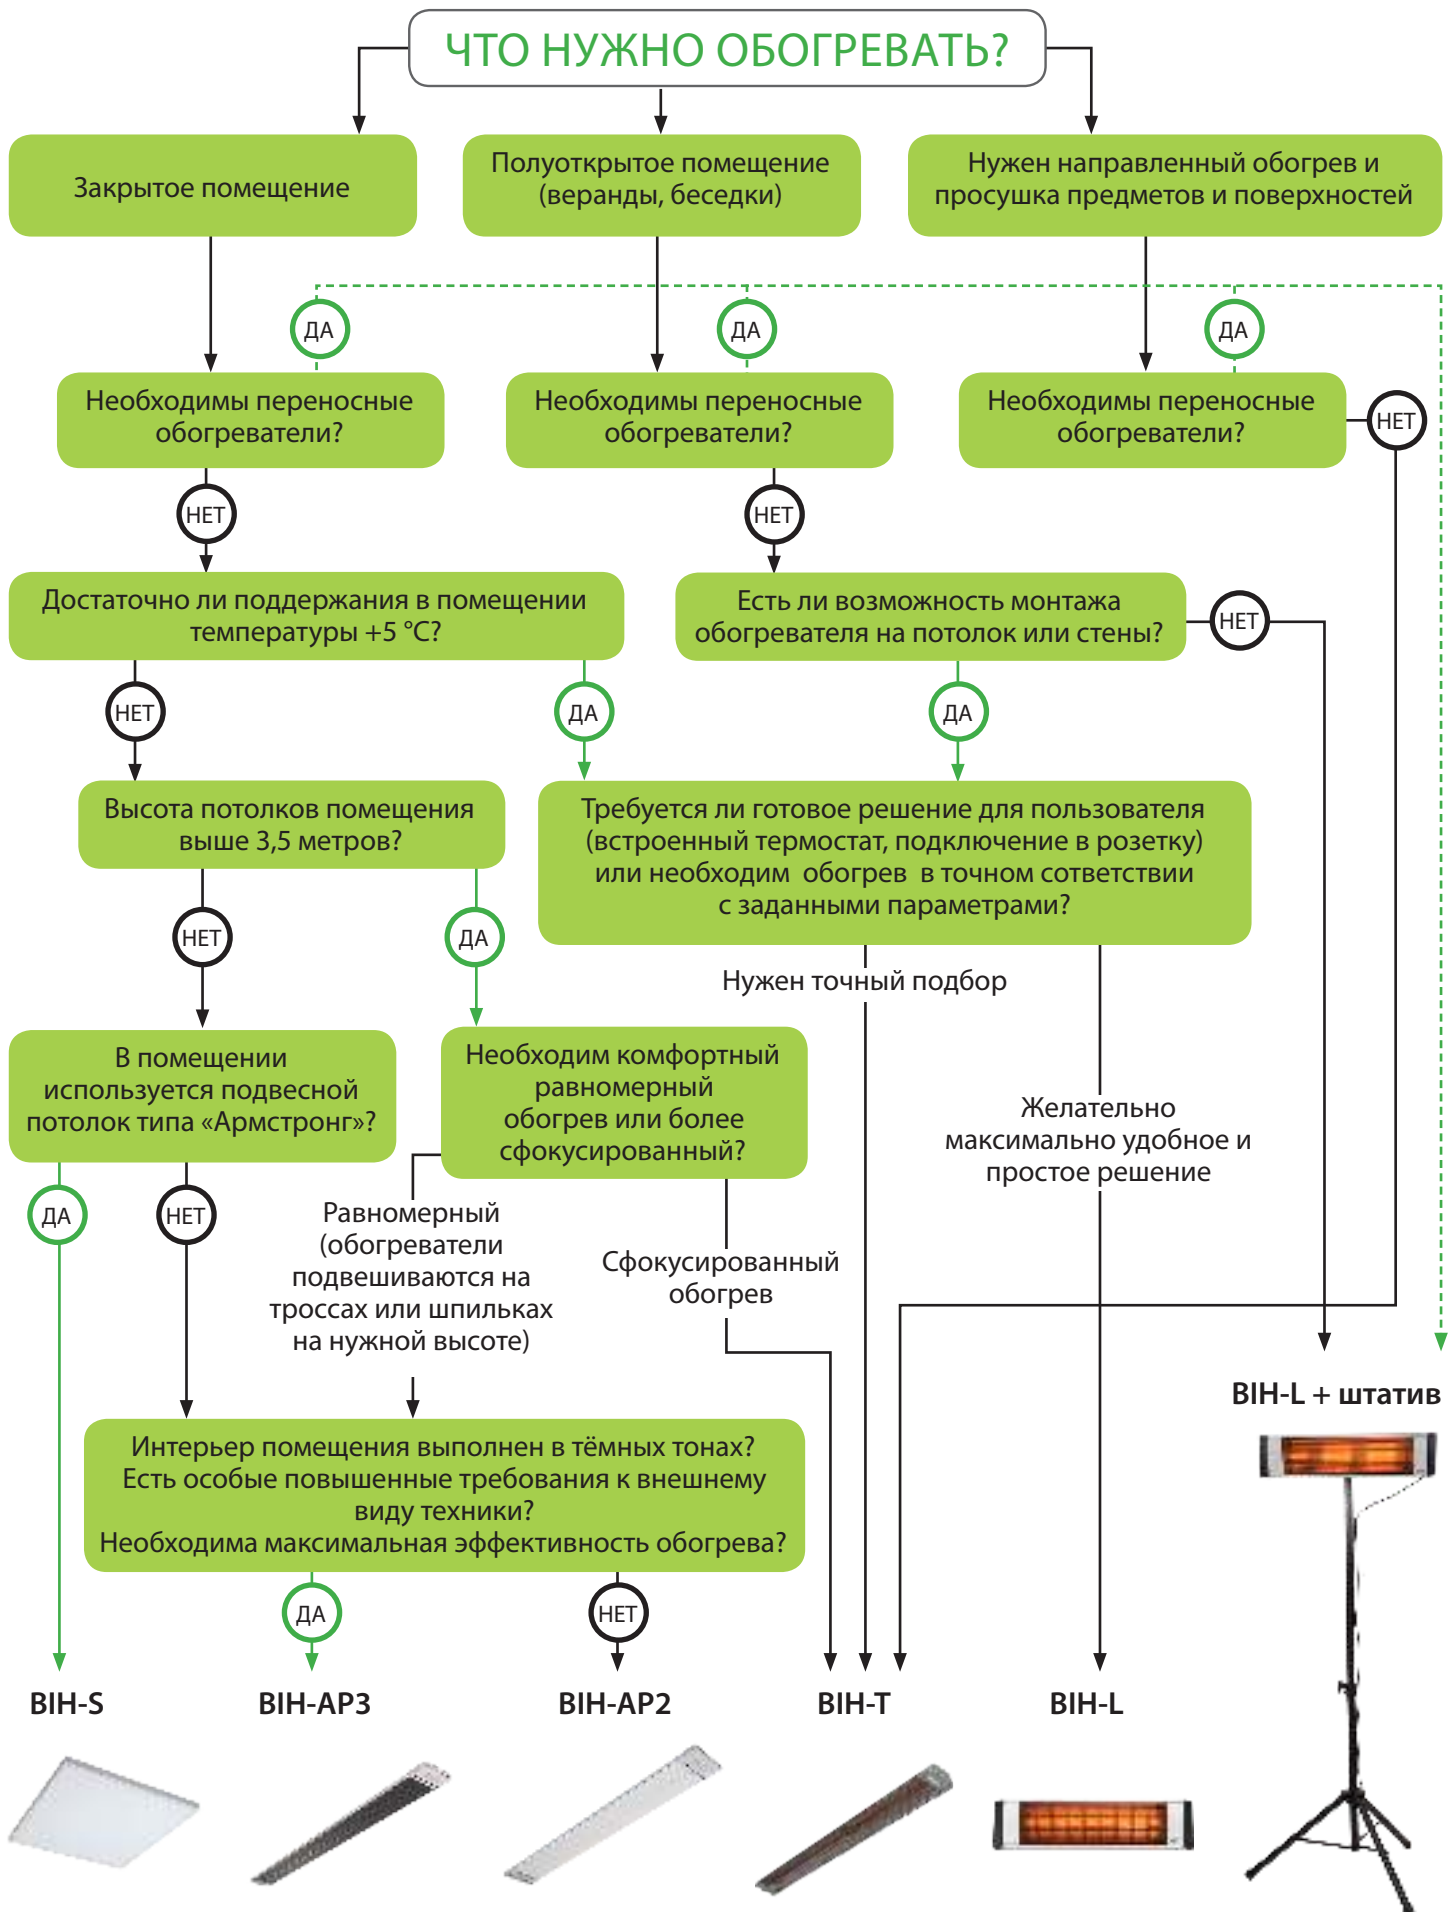 ЧТО НУЖНО ОБОГРЕВАТЬ?
Закрытое помещение
Полуоткрытое помещение
(веранды, беседки)
Нужен направленный обогрев и
просушка предметов и поверхностей
ДА
ДА
ДА
Необходимы переносные
обогреватели?
Необходимы переносные
обогреватели?
Необходимы переносные
обогреватели?
НЕТ
НЕТ
НЕТ
Достаточно ли поддержания в помещении
температуры +5 °C?
Есть ли возможность монтажа
обогревателя на потолок или стены?
НЕТ
НЕТ
ДА
ДА
Высота потолков помещения
выше 3,5 метров?
Требуется ли готовое решение для пользователя
(встроенный термостат, подключение в розетку)
или необходим обогрев в точном сответствии
с заданными параметрами?
НЕТ
ДА
Нужен точный подбор
В помещении
используется подвесной
потолок типа «Армстронг»?
Необходим комфортный
равномерный
обогрев или более
сфокусированный?
Желательно
максимально удобное и
простое решение
ДА
НЕТ
Равномерный
(обогреватели
подвешиваются на
троссах или шпильках
на нужной высоте)
Сфокусированный
обогрев
BIH-L + штатив
Интерьер помещения выполнен в тёмных тонах?
Есть особые повышенные требования к внешнему
виду техники?
Необходима максимальная эффективность обогрева?
ДА
НЕТ
BIH-S
BIH-AP3
BIH-AP2
BIH-T
BIH-L